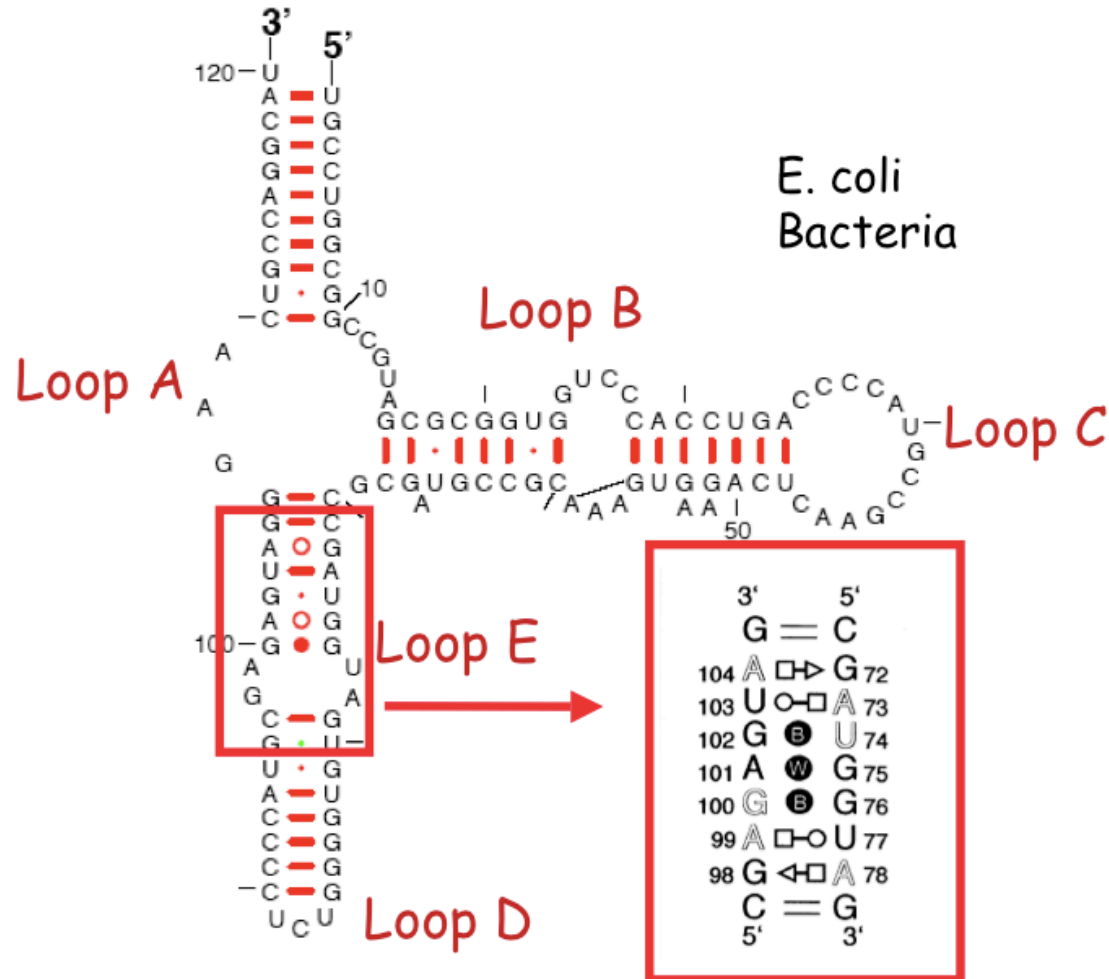 3' 5'
120 U
A U
C G
G C
G C
A U
C G
C G
G C
U G 10
C G
C C G U A
E. coli
Bacteria
Loop B
Loop A
A
A
G
G U C C
G C G C G G U G
C A C C U G A
C C C C A U G C C G A A C U
Loop C
G C G A U G C C G C A A A G U G A A G A C
50
G C
G C
A G
U A
G U
A G
100 G G
Loop E
A U
G A
C G
G U
U G
A U
C G
C G
C G
C G
U C U
Loop D
3' 5'
G C
104 A G 72
103 U A 73
102 G B U 74
101 A W G 75
100 G B G 76
99 A U 77
98 G A 78
C G
5' 3'